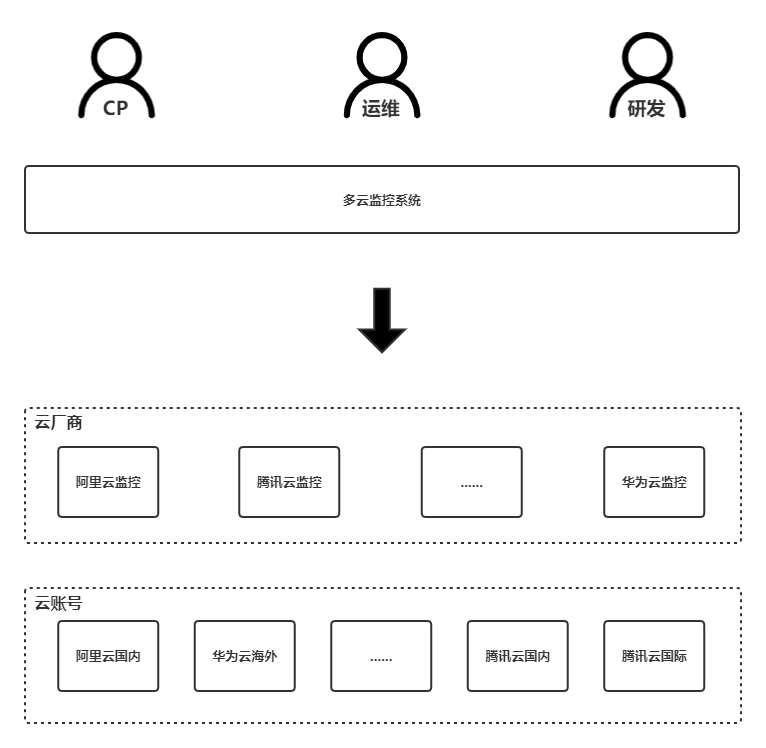 CP
运维
研发
多云监控系统
云厂商
阿里云监控
腾讯云监控
......
华为云监控
云账号
阿里云国内
华为云海外
......
腾讯云国内
腾讯云国际